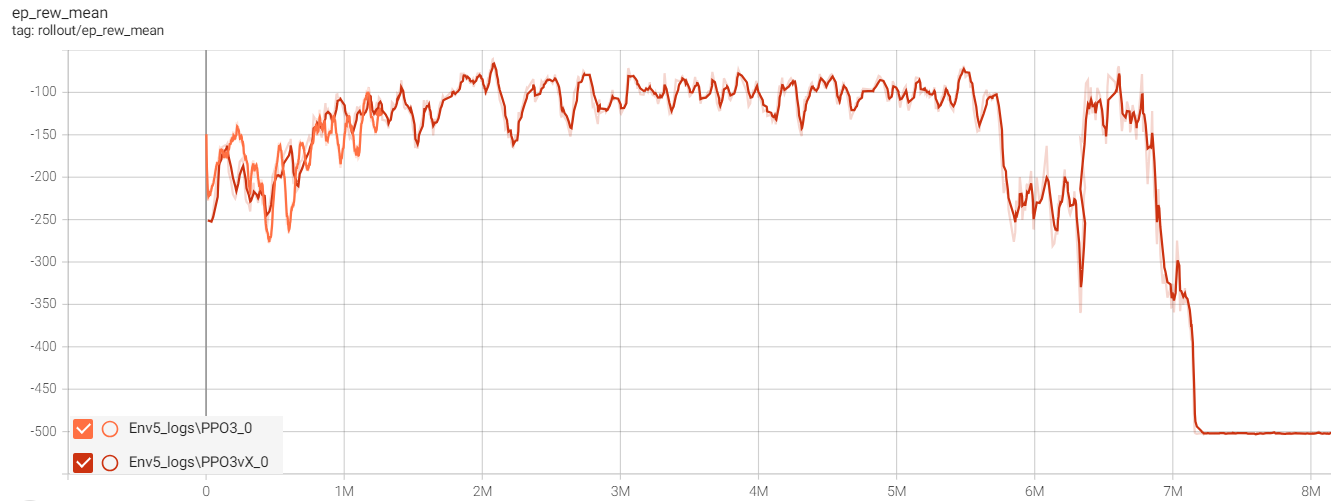 ep_rew_mean
tag: rollout/ep_rew_mean
-100
-150
-200
-250
-300
-350
-400
-450
-500
Env5_logs\PPO3_0
Env5_logs\PPO3vX_0
0 1M 2M 3M 4M 5M 6M 7M 8M